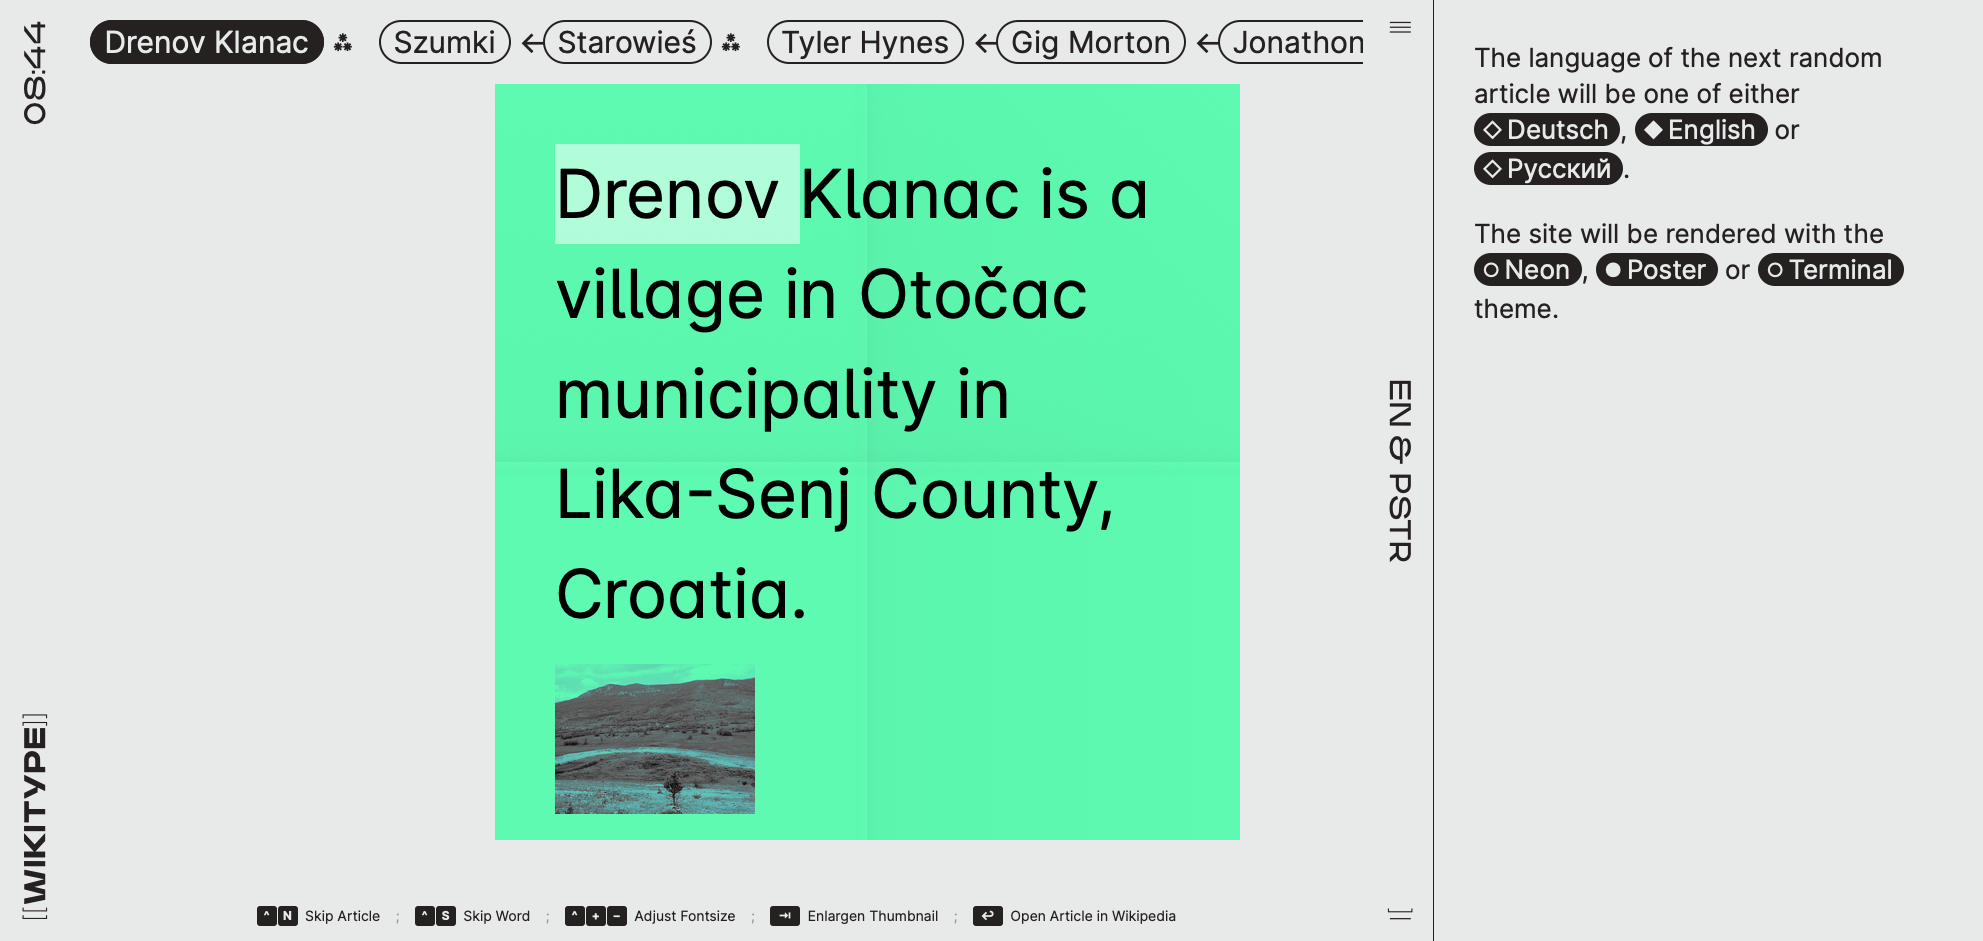 08:44
Drenov Klanac ⁂ Szumki ← Starowieś ⁂ Tyler Hynes ← Gig Morton ← Jonathon
Drenov Klanac is a
village in Otočac
municipality in
Lika-Senj County,
Croatia.
[[WIKITYPE]]
^ N Skip Article ; ^ S Skip Word ; ^ + − Adjust Fontsize ; ⇥ Enlargen Thumbnail ; ↩ Open Article in Wikipedia
EN & PSTR
The language of the next random
article will be one of either
◇ Deutsch, ◆ English or
◇ Русский.
The site will be rendered with the
○ Neon, ● Poster or ○ Terminal
theme.